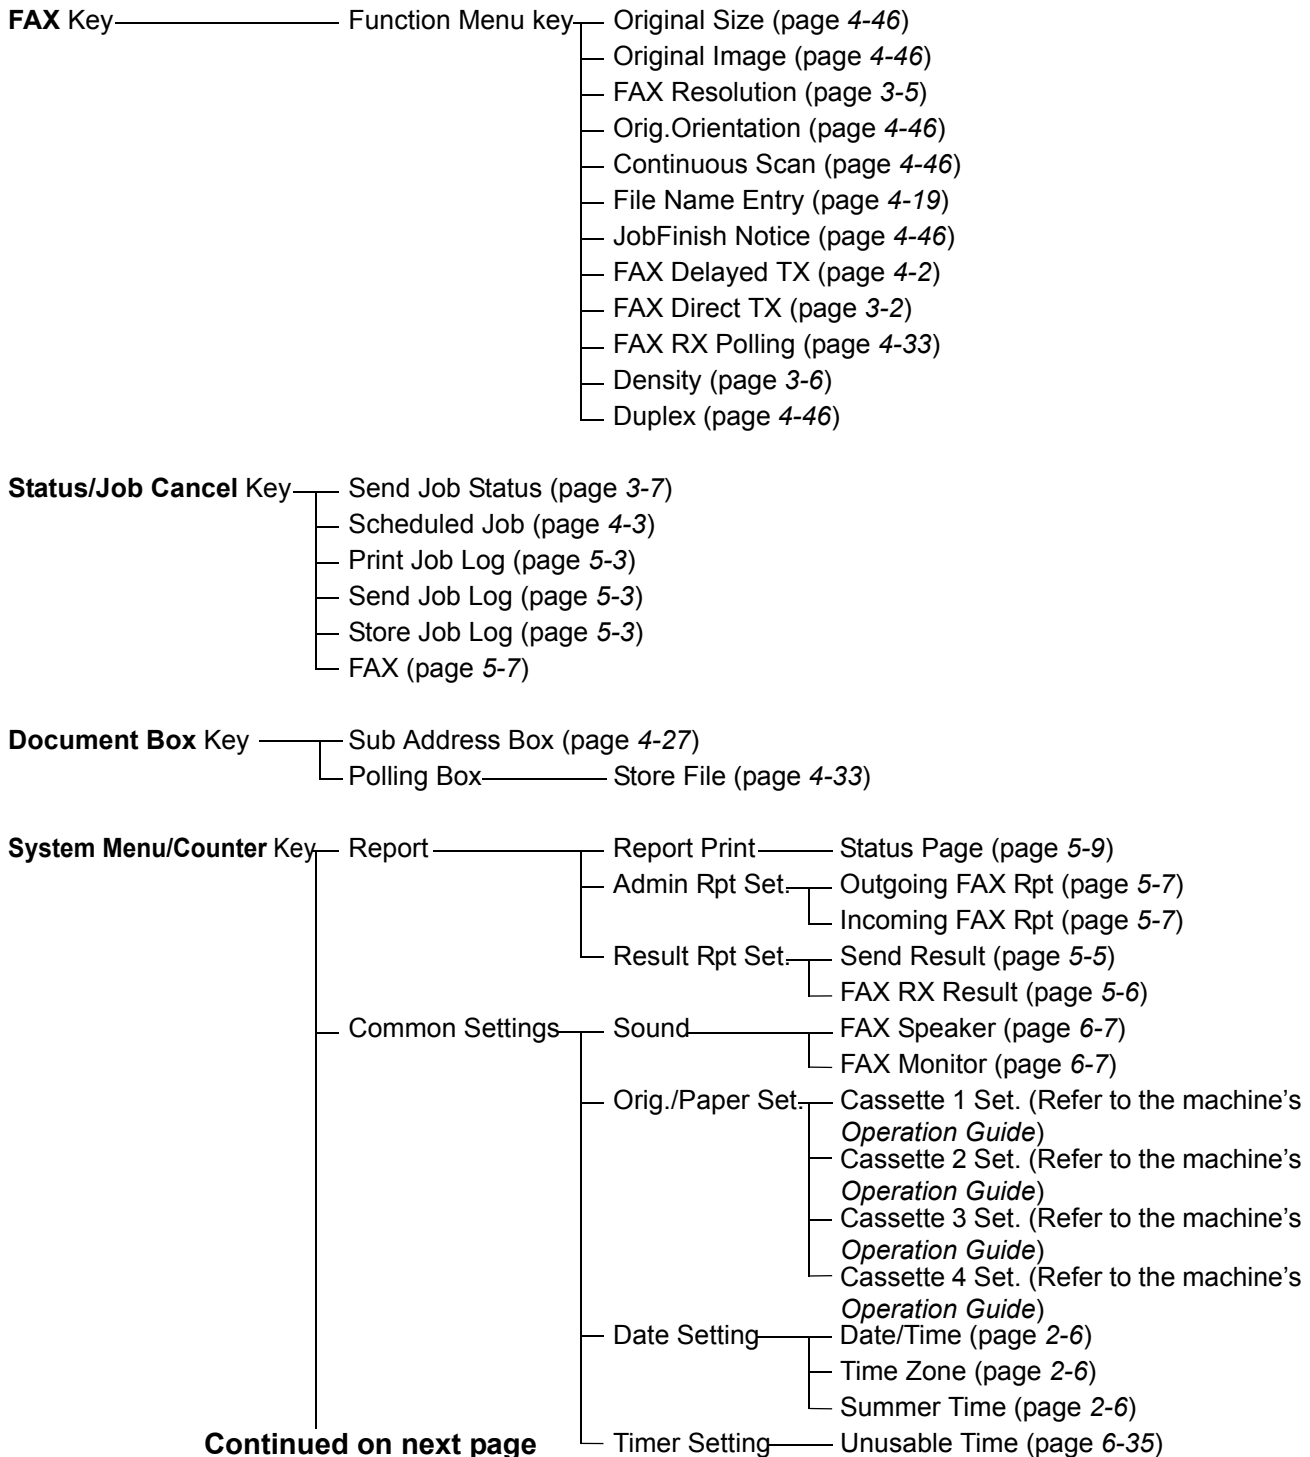 FAX Key Function Menu key Original Size (page 4-46)
Original Image (page 4-46)
FAX Resolution (page 3-5)
Orig.Orientation (page 4-46)
Continuous Scan (page 4-46)
File Name Entry (page 4-19)
JobFinish Notice (page 4-46)
FAX Delayed TX (page 4-2)
FAX Direct TX (page 3-2)
FAX RX Polling (page 4-33)
Density (page 3-6)
Duplex (page 4-46)
Status/Job Cancel Key Send Job Status (page 3-7)
Scheduled Job (page 4-3)
Print Job Log (page 5-3)
Send Job Log (page 5-3)
Store Job Log (page 5-3)
FAX (page 5-7)
Document Box Key Sub Address Box (page 4-27)
Polling Box Store File (page 4-33)
System Menu/Counter Key Report Report Print Status Page (page 5-9)
Admin Rpt Set. Outgoing FAX Rpt (page 5-7)
Incoming FAX Rpt (page 5-7)
Result Rpt Set. Send Result (page 5-5)
FAX RX Result (page 5-6)
Common Settings Sound FAX Speaker (page 6-7)
FAX Monitor (page 6-7)
Orig./Paper Set. Cassette 1 Set. (Refer to the machine's
Operation Guide)
Cassette 2 Set. (Refer to the machine's
Operation Guide)
Cassette 3 Set. (Refer to the machine's
Operation Guide)
Cassette 4 Set. (Refer to the machine's
Operation Guide)
Date Setting Date/Time (page 2-6)
Time Zone (page 2-6)
Summer Time (page 2-6)
Continued on next page Timer Setting Unusable Time (page 6-35)